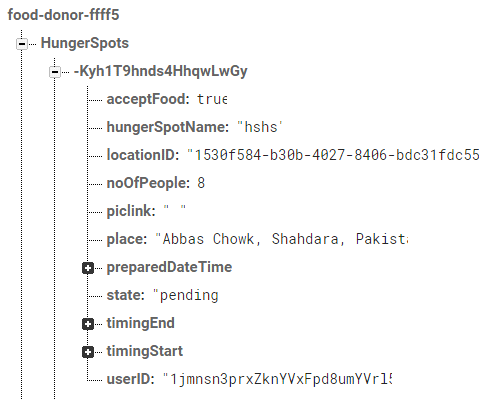 food-donor-ffff5
HungerSpots
-Kyh1T9hnds4HhqwLwGy
acceptFood: true
hungerSpotName: "hshs"
locationID: "1530f584-b30b-4027-8406-bdc31fdc55
noOfPeople: 8
piclink: " "
place: "Abbas Chowk, Shahdara, Pakista
preparedDateTime
state: "pending
timingEnd
timingStart
userID: "1jmnsn3prxZknYVxFpd8umYVrl5